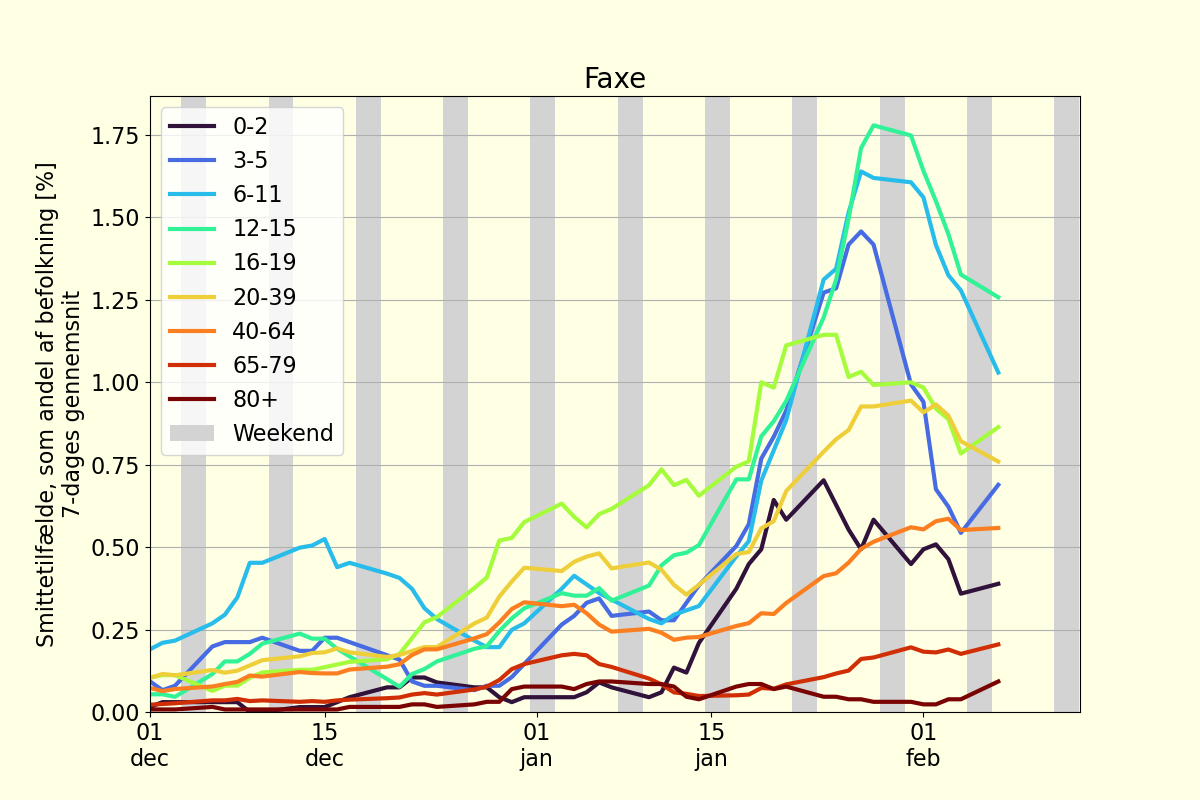 Faxe
Smittetilfælde, som andel af befolkning [%]
7-dages gennemsnit
1.75
1.50
1.25
1.00
0.75
0.50
0.25
0.00
0-2
3-5
6-11
12-15
16-19
20-39
40-64
65-79
80+
Weekend
01 15 01 15 01
dec dec jan jan feb